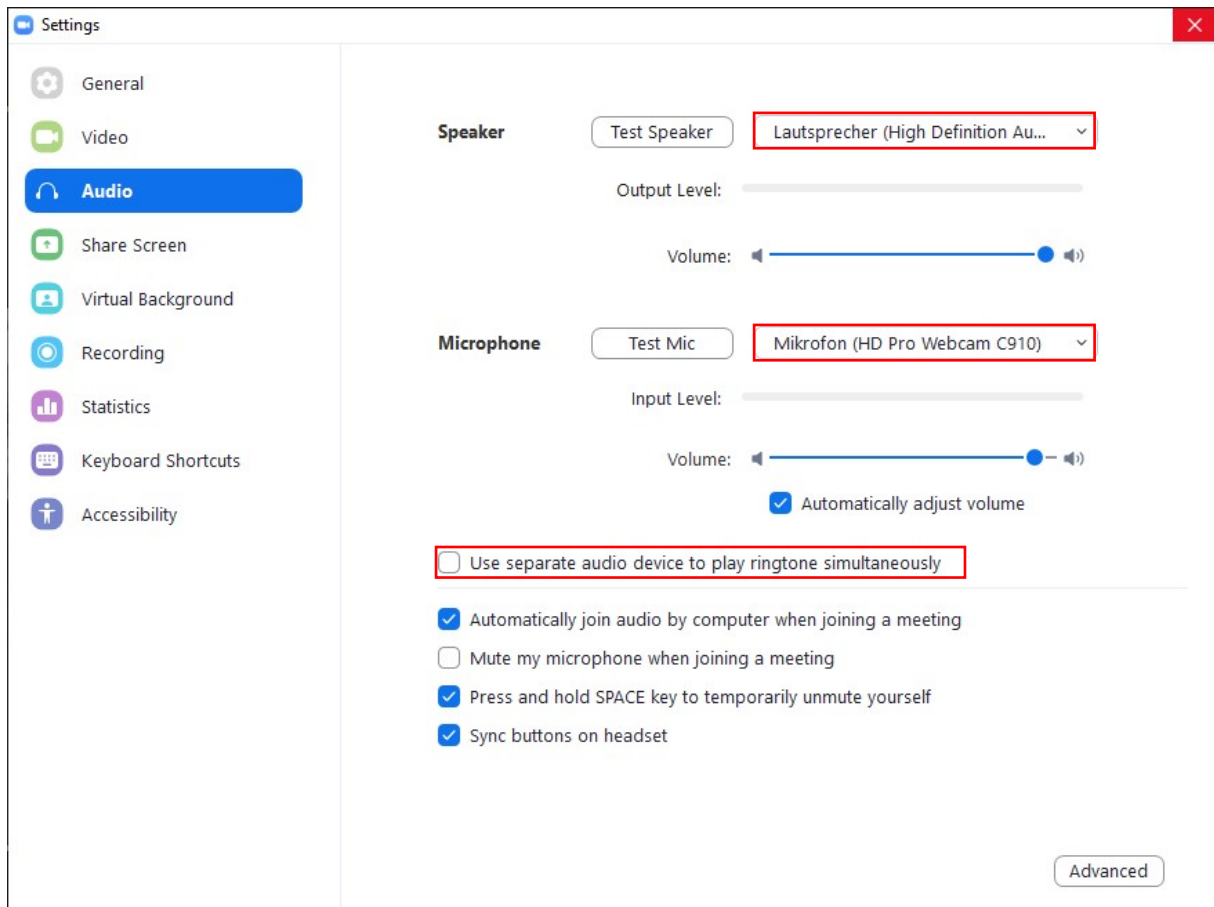 Settings
General
Video
Audio
Share Screen
Virtual Background
Recording
Statistics
Keyboard Shortcuts
Accessibility
Speaker
Test Speaker
Lautsprecher (High Definition Au...
Output Level:
Volume:
Microphone
Test Mic
Mikrofon (HD Pro Webcam C910)
Input Level:
Volume:
Automatically adjust volume
Use separate audio device to play ringtone simultaneously
Automatically join audio by computer when joining a meeting
Mute my microphone when joining a meeting
Press and hold SPACE key to temporarily unmute yourself
Sync buttons on headset
Advanced